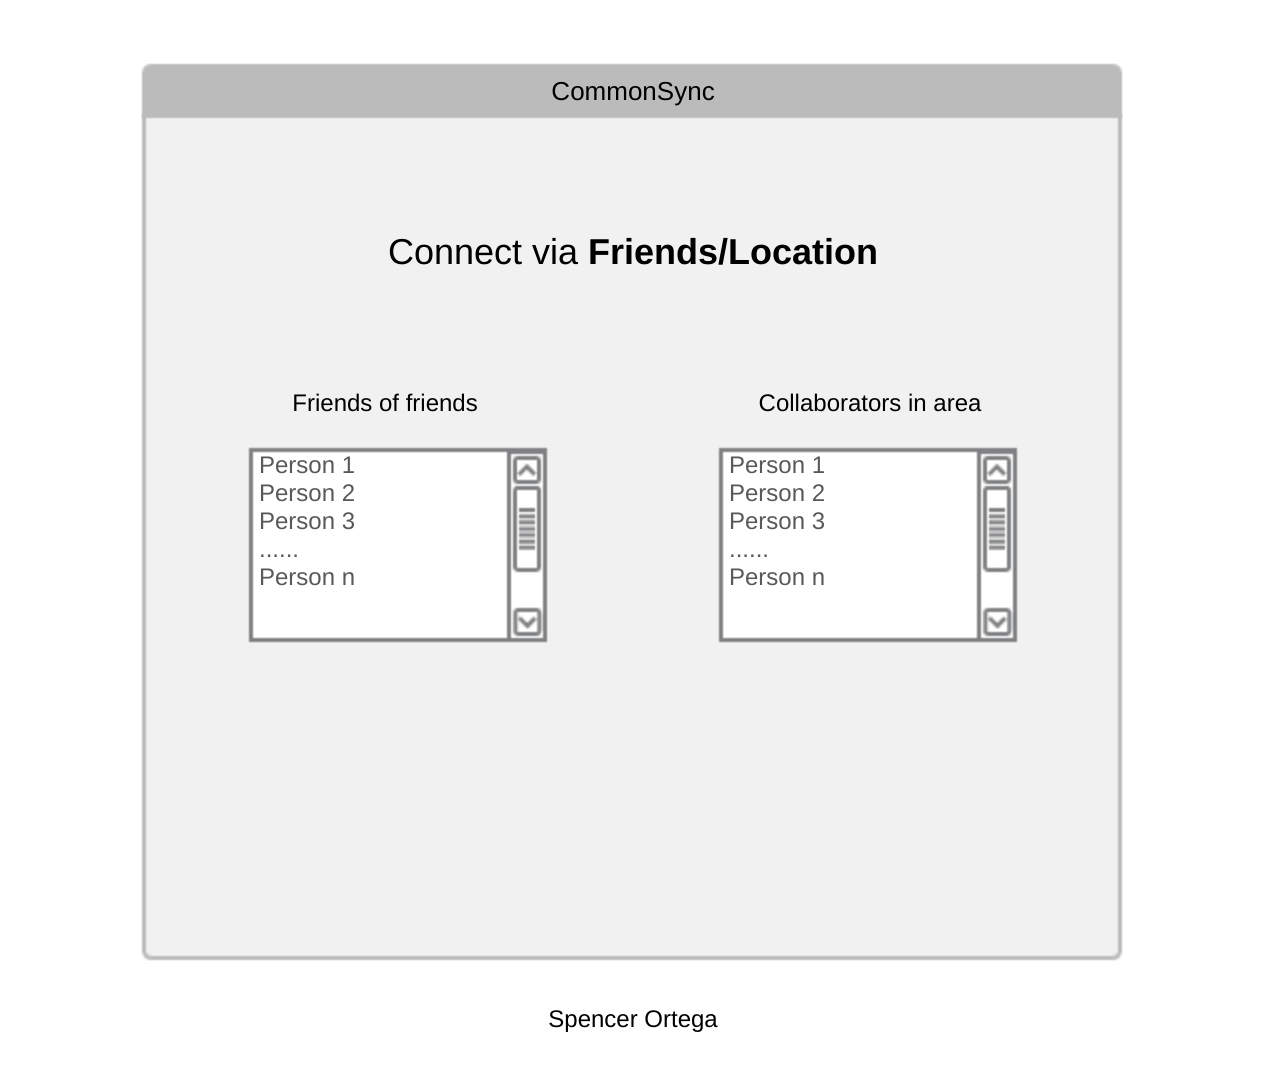 CommonSync
Connect via Friends/Location
Friends of friends
Person 1
Person 2
Person 3
......
Person n
Collaborators in area
Person 1
Person 2
Person 3
......
Person n
Spencer Ortega